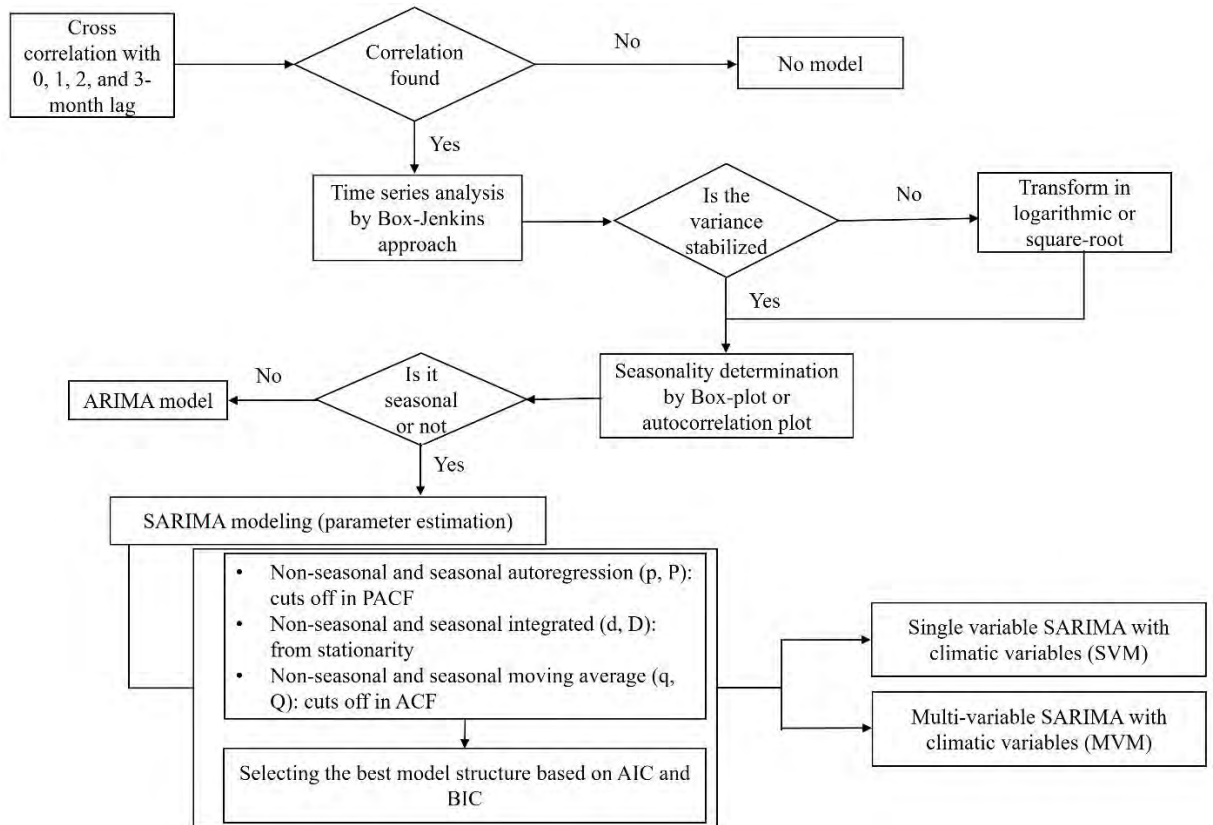 Cross
correlation with
0, 1, 2, and 3-
month lag
Correlation
found
No
No model
Yes
Time series analysis
by Box-Jenkins
approach
Is the
variance
stabilized
No
Transform in
logarithmic or
square-root
Yes
Seasonality determination
by Box-plot or
autocorrelation plot
Is it
seasonal
or not
No
ARIMA model
Yes
SARIMA modeling (parameter estimation)
• Non-seasonal and seasonal autoregression (p, P):
cuts off in PACF
• Non-seasonal and seasonal integrated (d, D):
from stationarity
• Non-seasonal and seasonal moving average (q,
Q): cuts off in ACF
Selecting the best model structure based on AIC and
BIC
Single variable SARIMA with
climatic variables (SVM)
Multi-variable SARIMA with
climatic variables (MVM)